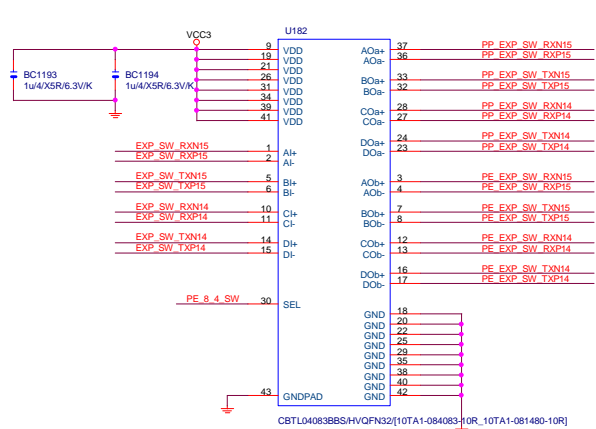 U182
VCC3
BC1193
1u/4/X5R/6.3V/K
BC1194
1u/4/X5R/6.3V/K
9 VDD
19 VDD
21 VDD
26 VDD
31 VDD
34 VDD
39 VDD
41 VDD
EXP_SW_RXN15 1 AI+
EXP_SW_RXP15 2 AI-
EXP_SW_TXN15 5 BI+
EXP_SW_TXP15 6 BI-
EXP_SW_RXN14 10 CI+
EXP_SW_RXP14 11 CI-
EXP_SW_TXN14 14 DI+
EXP_SW_TXP14 15 DI-
PE_8_4_SW 30 SEL
43 GNDPAD
AOa+ 37 PP_EXP_SW_RXN15
AOa- 36 PP_EXP_SW_RXP15
BOa+ 33 PP_EXP_SW_TXN15
BOa- 32 PP_EXP_SW_TXP15
COa+ 28 PP_EXP_SW_RXN14
COa- 27 PP_EXP_SW_RXP14
DOa+ 24 PP_EXP_SW_TXN14
DOa- 23 PP_EXP_SW_TXP14
AOb+ 3 PE_EXP_SW_RXN15
AOb- 4 PE_EXP_SW_RXP15
BOb+ 7 PE_EXP_SW_TXN15
BOb- 8 PE_EXP_SW_TXP15
COb+ 12 PE_EXP_SW_RXN14
COb- 13 PE_EXP_SW_RXP14
DOb+ 16 PE_EXP_SW_TXN14
DOb- 17 PE_EXP_SW_TXP14
GND 18
GND 20
GND 22
GND 25
GND 29
GND 35
GND 38
GND 40
GND 42
CBTL04083BBS/HVQFN32/[10TA1-084083-10R_10TA1-081480-10R]